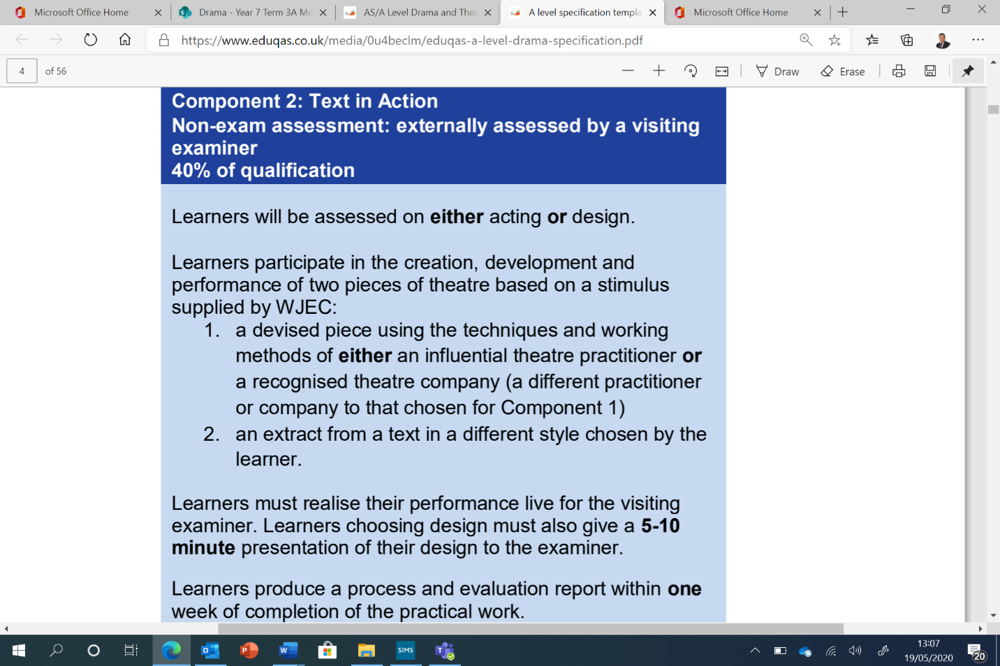 Microsoft Office Home
Drama - Year 7 Term 3A Me
AS/A Level Drama and Thea
A level specification templa
Microsoft Office Home
https://www.eduqas.co.uk/media/0u4beclm/eduqas-a-level-drama-specification.pdf
4 of 56
Draw
Erase
Component 2: Text in Action
Non-exam assessment: externally assessed by a visiting
examiner
40% of qualification
Learners will be assessed on either acting or design.
Learners participate in the creation, development and
performance of two pieces of theatre based on a stimulus
supplied by WJEC:
1. a devised piece using the techniques and working
methods of either an influential theatre practitioner or
a recognised theatre company (a different practitioner
or company to that chosen for Component 1)
2. an extract from a text in a different style chosen by the
learner.
Learners must realise their performance live for the visiting
examiner. Learners choosing design must also give a 5-10
minute presentation of their design to the examiner.
Learners produce a process and evaluation report within one
week of completion of the practical work.
SIMS
13:07
19/05/2020
20